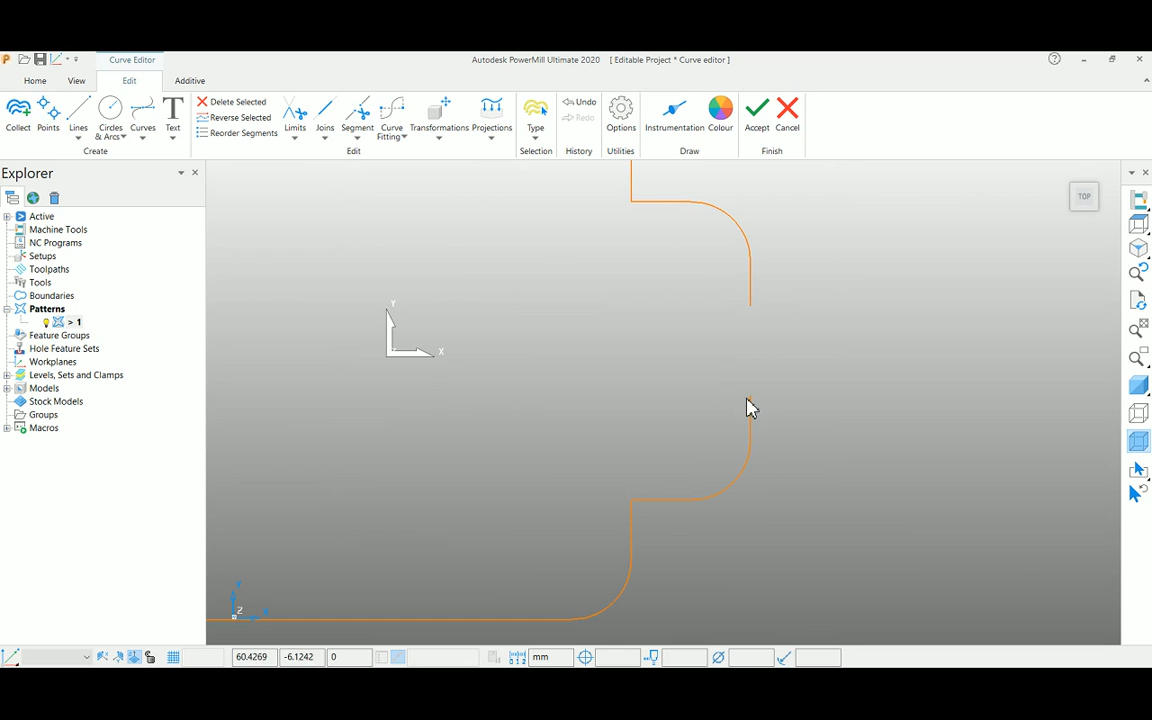 Curve Editor
Autodesk PowerMill Ultimate 2020 [ Editable Project * Curve editor ]
Home View Edit Additive
Collect
Points
Lines
Circles
& Arcs
Curves
Text
Create
Delete Selected
Reverse Selected
Reorder Segments
Limits
Joins
Segment
Curve
Fitting
Transformations
Projections
Edit
Type
Selection
Undo
Redo
History
Options
Utilities
Instrumentation
Colour
Draw
Accept
Cancel
Finish
Explorer
Active
Machine Tools
NC Programs
Setups
Toolpaths
Tools
Boundaries
Patterns
> 1
Feature Groups
Hole Feature Sets
Workplanes
Levels, Sets and Clamps
Models
Stock Models
Groups
Macros
TOP
Y
X
Z
60.4269 -6.1242 0 mm